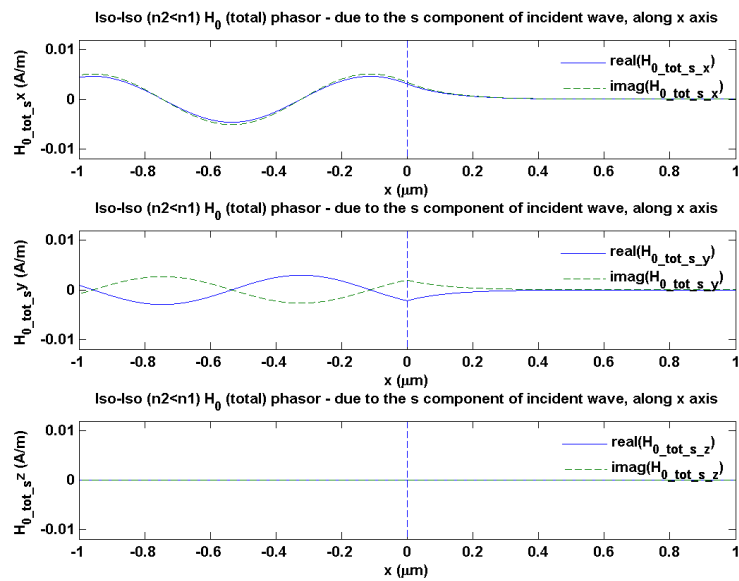 Iso-Iso (n2<n1) H0 (total) phasor - due to the s component of incident wave, along x axis
0.01
0
-0.01
H0_tot_sx (A/m)
real(H0_tot_s_x)
imag(H0_tot_s_x)
-1 -0.8 -0.6 -0.4 -0.2 0 0.2 0.4 0.6 0.8 1
x (μm)
Iso-Iso (n2<n1) H0 (total) phasor - due to the s component of incident wave, along x axis
0.01
0
-0.01
H0_tot_sy (A/m)
real(H0_tot_s_y)
imag(H0_tot_s_y)
-1 -0.8 -0.6 -0.4 -0.2 0 0.2 0.4 0.6 0.8 1
x (μm)
Iso-Iso (n2<n1) H0 (total) phasor - due to the s component of incident wave, along x axis
0.01
0
-0.01
H0_tot_sz (A/m)
real(H0_tot_s_z)
imag(H0_tot_s_z)
-1 -0.8 -0.6 -0.4 -0.2 0 0.2 0.4 0.6 0.8 1
x (μm)